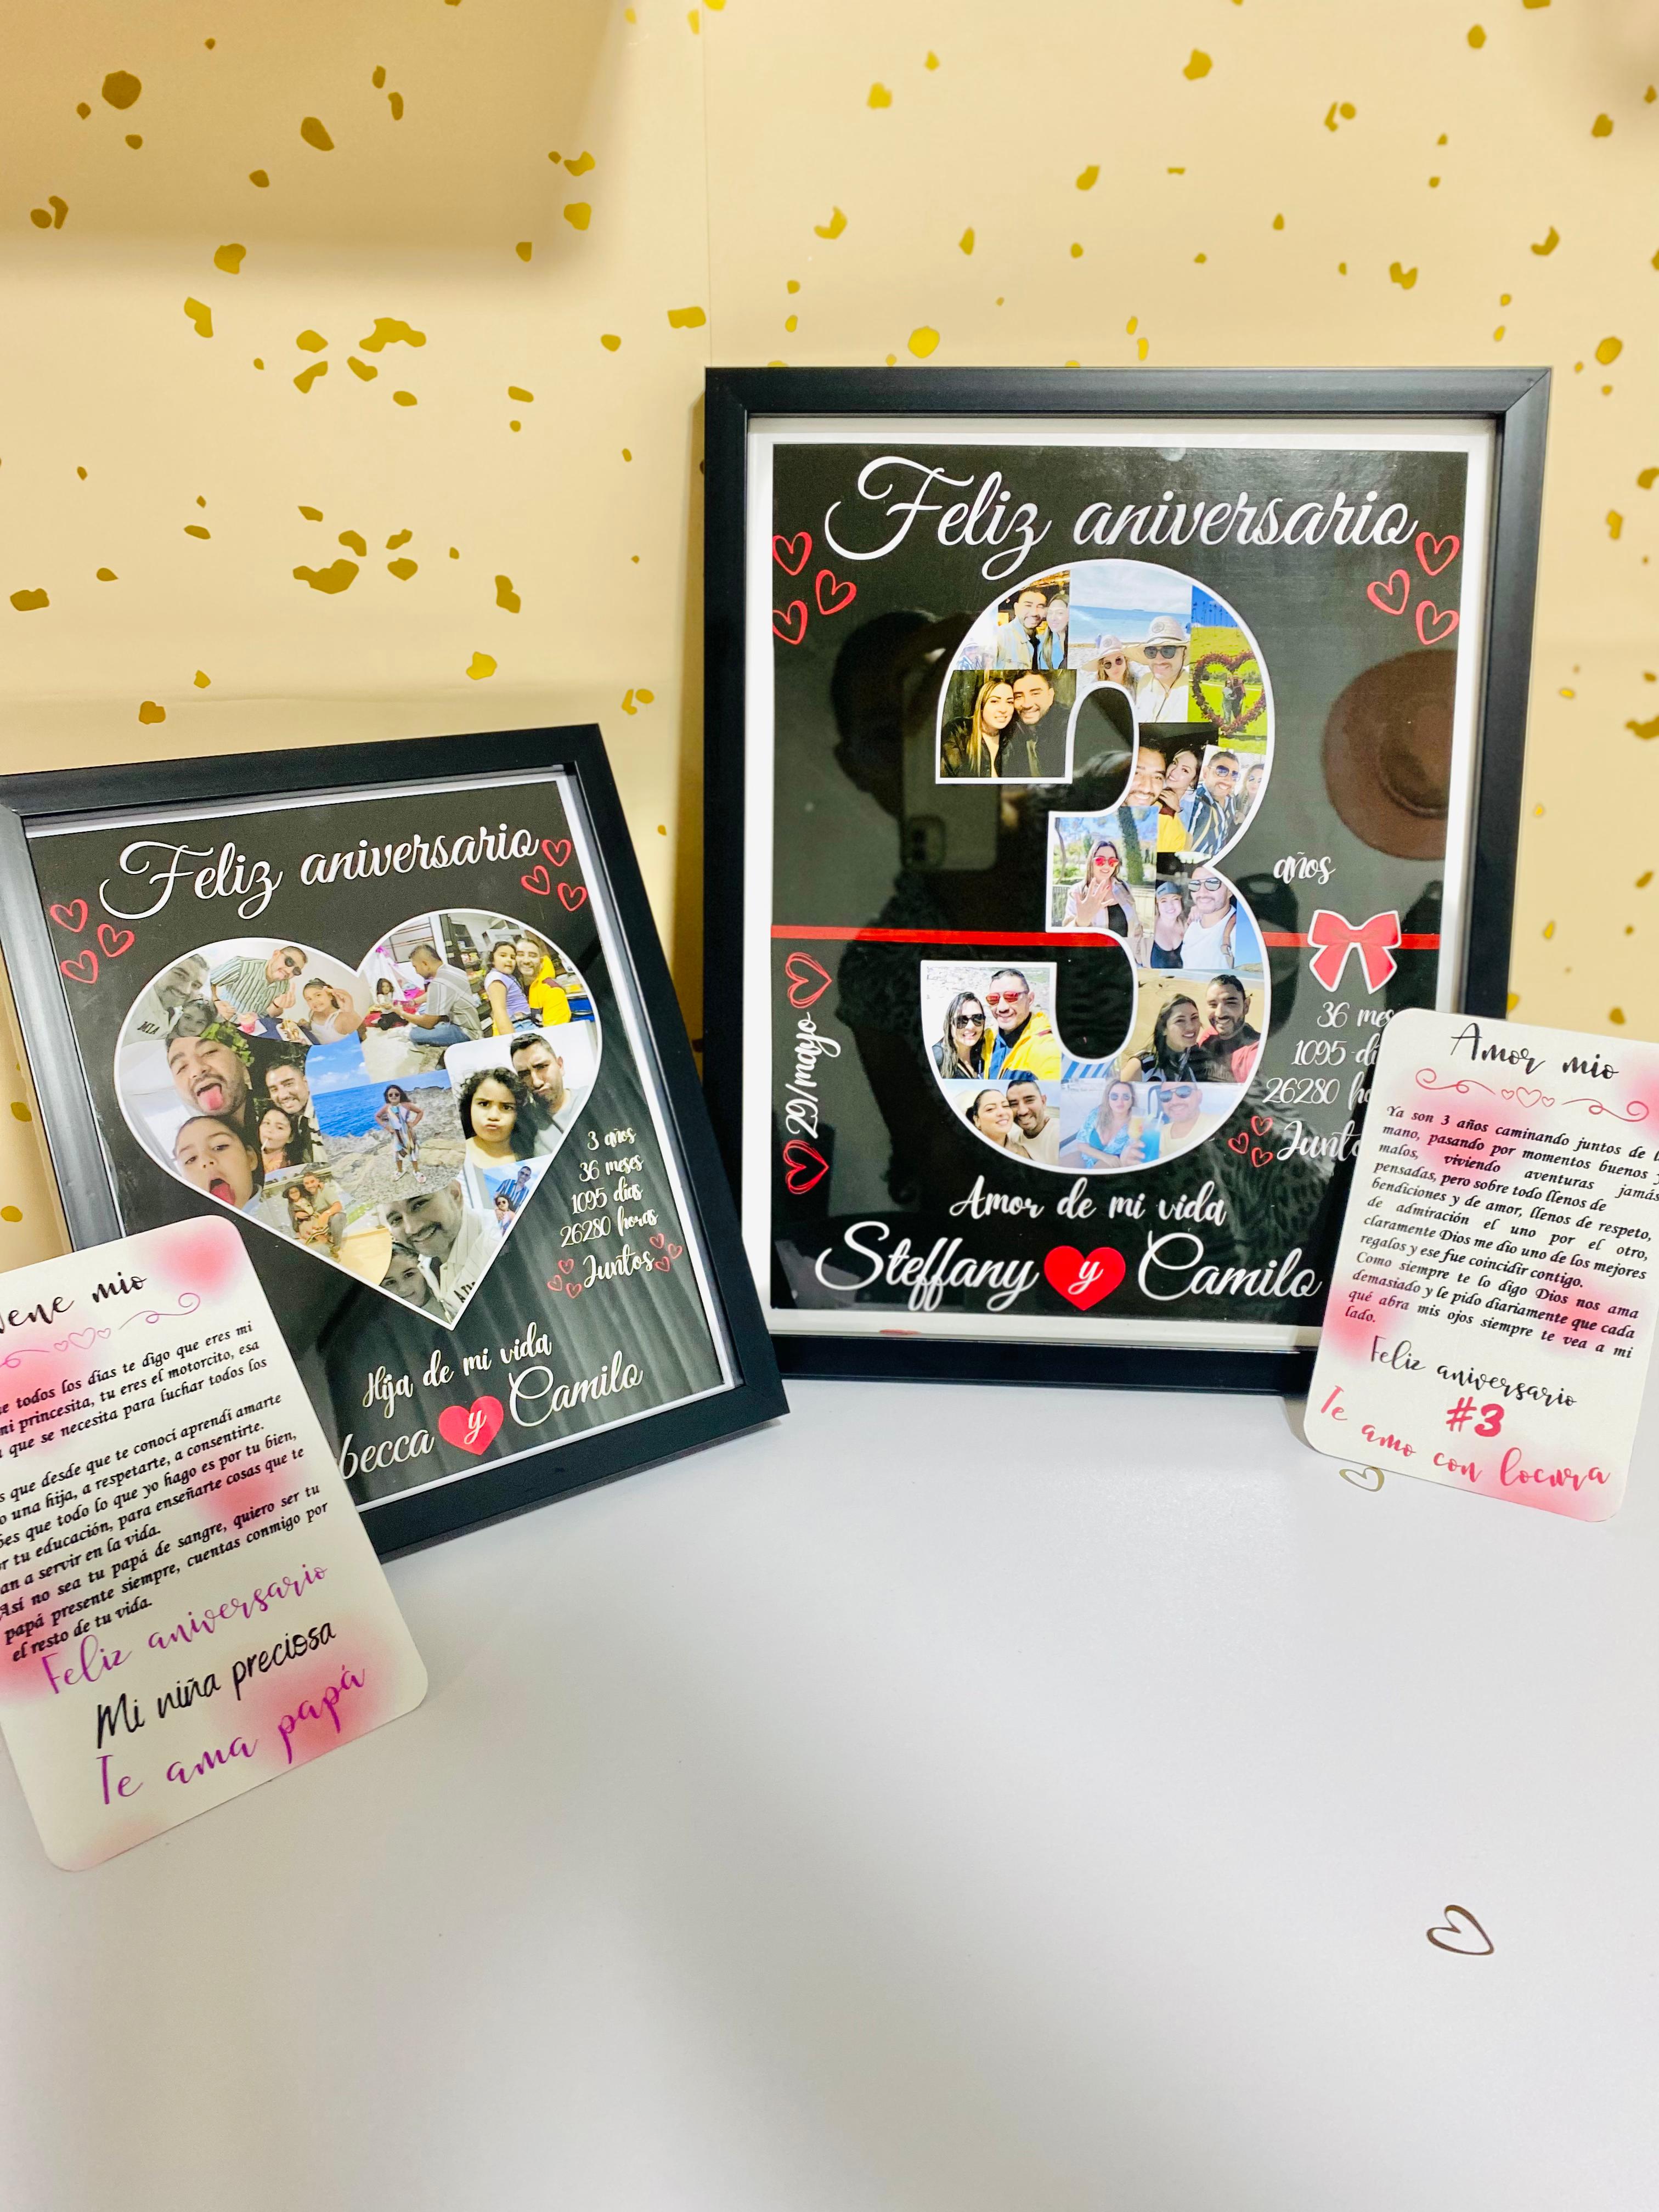 Feliz aniversario
3 años
36 meses
1095 días
26280 horas
Juntos
Hija de mi vida
y Camilo
mio
todos los días te digo que eres mi
mi princesita, tu eres el motorcito, esa
que se necesita para luchar todos los
que desde que te conocí aprendí amarte
una hija, a respetarte, a consentirte.
que todo lo que yo hago es por tu bien,
tu educación, para enseñarte cosas que te
an a servir en la vida.
Así no sea tu papá de sangre, quiero ser tu
papá presente siempre, cuentas conmigo por
el resto de tu vida.
Feliz aniversario
Mi niña preciosa
Te ama papá
Feliz aniversario
3
años
29/mayo
36
1095
26280
Amor de mi vida
Steffany y Camilo
Amor mio
Ya son 3 años caminando juntos de la
mano, pasando por momentos buenos y
malos, viviendo aventuras jamás
pensadas, pero sobre todo llenos de
bendiciones y de amor, llenos de respeto,
de admiración el uno por el otro,
claramente Dios me dio uno de los mejores
regalos y ese fue coincidir contigo.
Como siempre te lo digo Dios nos ama
demasiado y le pido diariamente que cada
qué abra mis ojos siempre te vea a mi
lado.
Feliz aniversario
#3
Te amo con locura